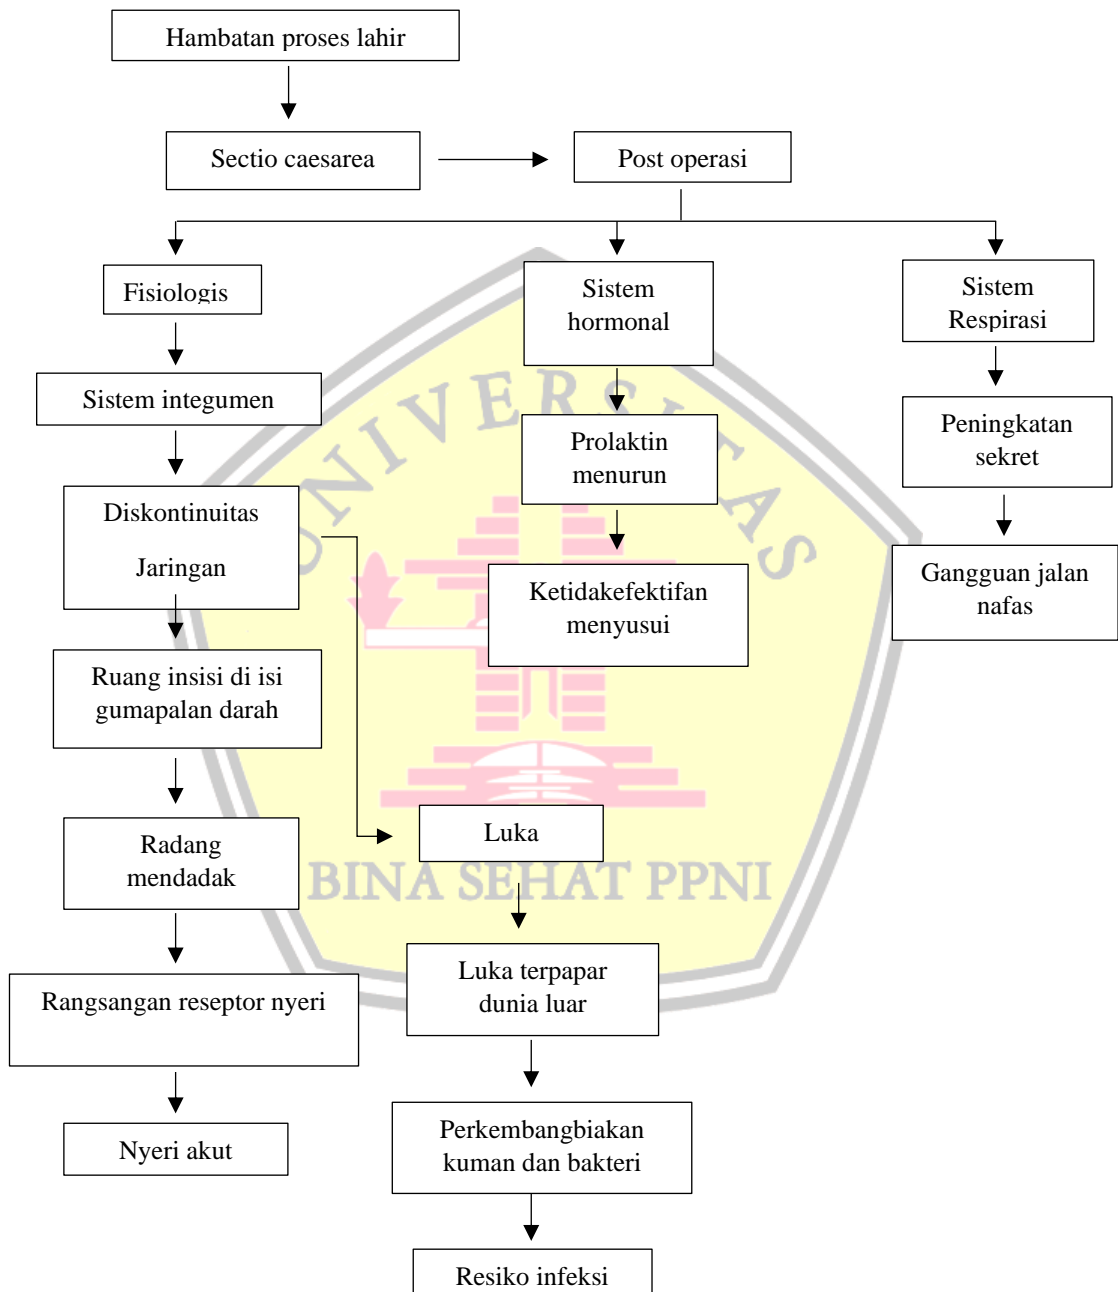 Hambatan proses lahir
Sectio caesarea
Post operasi
Fisiologis
Sistem
hormonal
Sistem
Respirasi
Sistem integumen
Prolaktin
menurun
Peningkatan
sekret
Diskontinuitas
Jaringan
Ketidakefektifan
menyusui
Gangguan jalan
nafas
Ruang insisi di isi
gumapalan darah
Radang
mendadak
Luka
Rangsangan reseptor nyeri
Luka terpapar
dunia luar
Nyeri akut
Perkembangbiakan
kuman dan bakteri
Resiko infeksi
UNIVERSITAS
BINA SEHAT PPNI